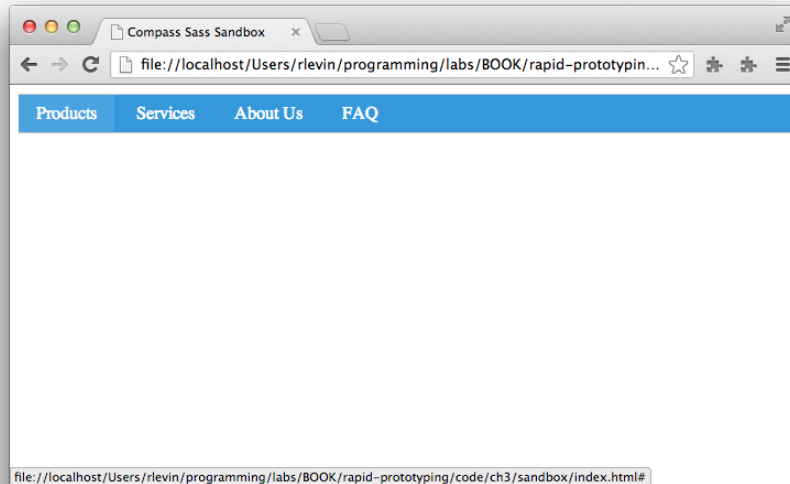 Compass Sass Sandbox
file://localhost/Users/rlevin/programming/labs/BOOK/rapid-prototypin...
Products Services About Us FAQ
file://localhost/Users/rlevin/programming/labs/BOOK/rapid-prototyping/code/ch3/sandbox/index.html#